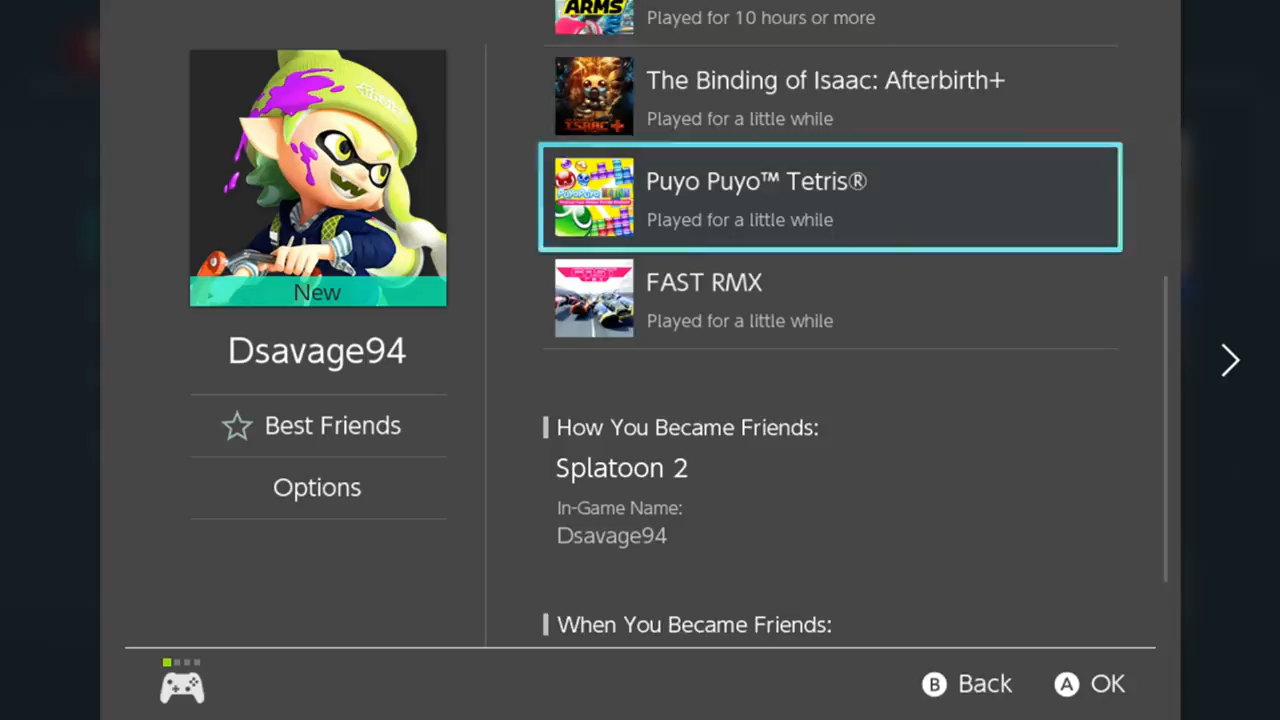 ARMS
Played for 10 hours or more
The Binding of Isaac: Afterbirth+
ISAAC+
Played for a little while
Puyo Puyo™ Tetris®
Played for a little while
FAST RMX
Played for a little while
New
Dsavage94
Best Friends
Options
How You Became Friends:
Splatoon 2
In-Game Name:
Dsavage94
When You Became Friends:
B Back
A OK